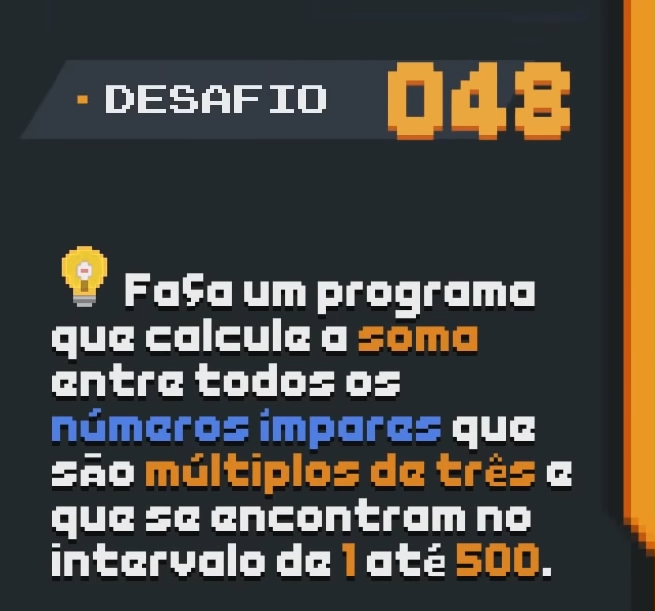 DESAFIO 048
Faça um programa
que calcule a soma
entre todos os
números ímpares que
são múltiplos de três e
que se encontram no
intervalo de 1 até 500.